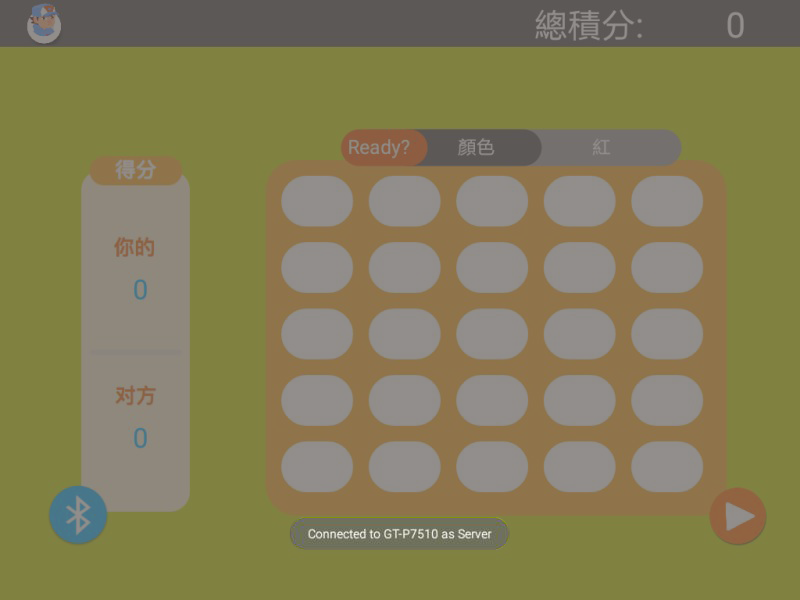 總積分: 0
Ready? 顏色 紅
得分
你的
0
对方
0
Connected to GT-P7510 as Server